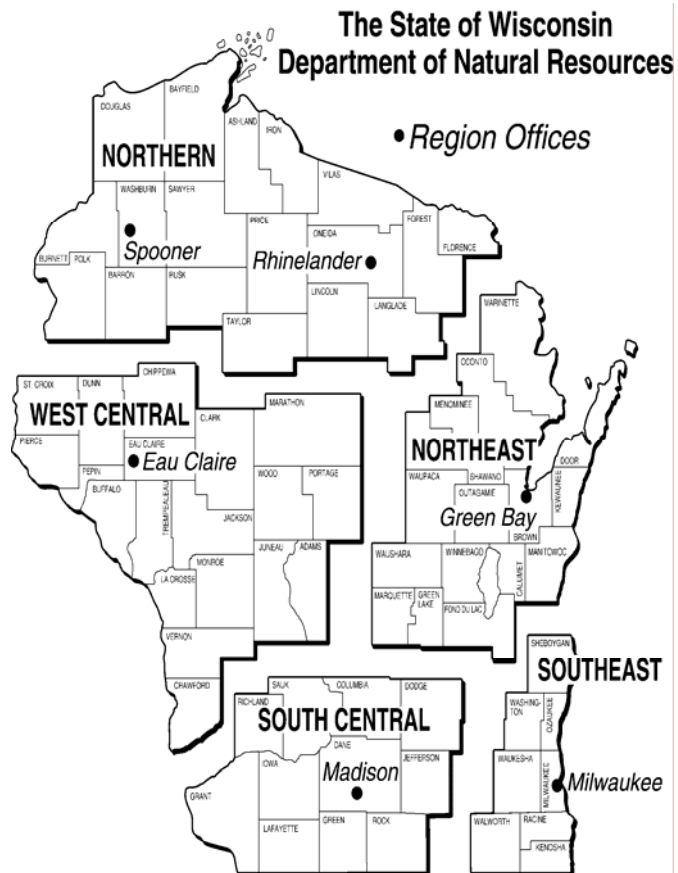 The State of Wisconsin
Department of Natural Resources
Region Offices
BAYFIELD
DOUGLAS
ASHLAND
IRON
NORTHERN
VILAS
WASHBURN
SAWYER
PRICE
FOREST
ONEIDA
FLORENCE
Spooner
Rhinelander
BURNETT
POLK
BARRON
RUSK
LINCOLN
LANGLADE
TAYLOR
MARINETTE
OCONTO
CHIPPEWA
ST. CROIX
DUNN
MARATHON
WEST CENTRAL
CLARK
MENOMINEE
PIERCE
EAU CLAIRE
NORTHEAST
Eau Claire
DOOR
PEPIN
WOOD
PORTAGE
WAUPACA
SHAWANO
KEWAUNEE
BUFFALO
TREMPEALEAU
OUTAGAMIE
Green Bay
JACKSON
BROWN
JUNEAU
ADAMS
WAUSHARA
WINNEBAGO
CALUMET
MANITOWOC
MONROE
LA CROSSE
MARQUETTE
GREEN
LAKE
FOND DU LAC
VERNON
SHEBOYGAN
SOUTHEAST
CRAWFORD
SAUK
COLUMBIA
DODGE
RICHLAND
WASHING-
TON
OZAUKEE
SOUTH CENTRAL
DANE
IOWA
JEFFERSON
WAUKESHA
MILWAUKEE
Madison
Milwaukee
GRANT
LAFAYETTE
GREEN
ROCK
WALWORTH
RACINE
KENOSHA